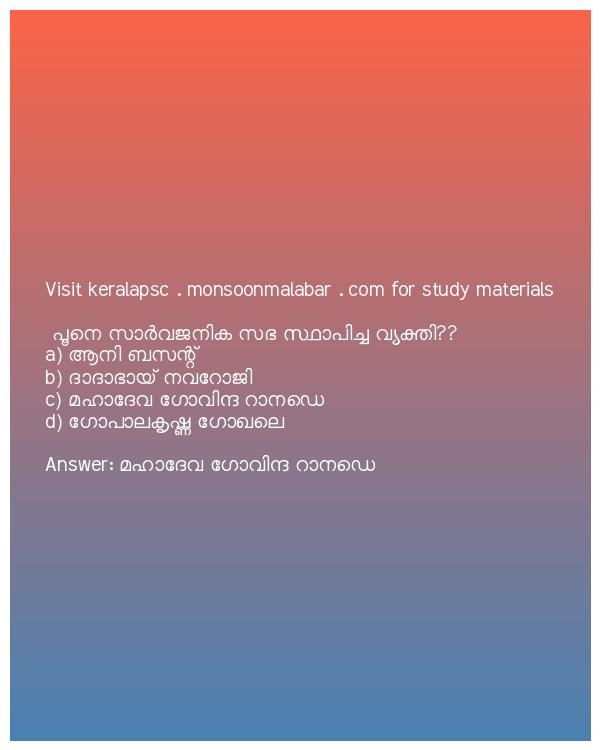 Visit keralapsc . monsoonmalabar . com for study materials
പൂനെ സാർവജനിക സഭ സ്ഥാപിച്ച വ്യക്തി??
a) ആനി ബസന്റ്
b) ദാദാഭായ് നവറോജി
c) മഹാദേവ ഗോവിന്ദ റാനഡെ
d) ഗോപാലകൃഷ്ണ ഗോഖലെ
Answer: മഹാദേവ ഗോവിന്ദ റാനഡെ